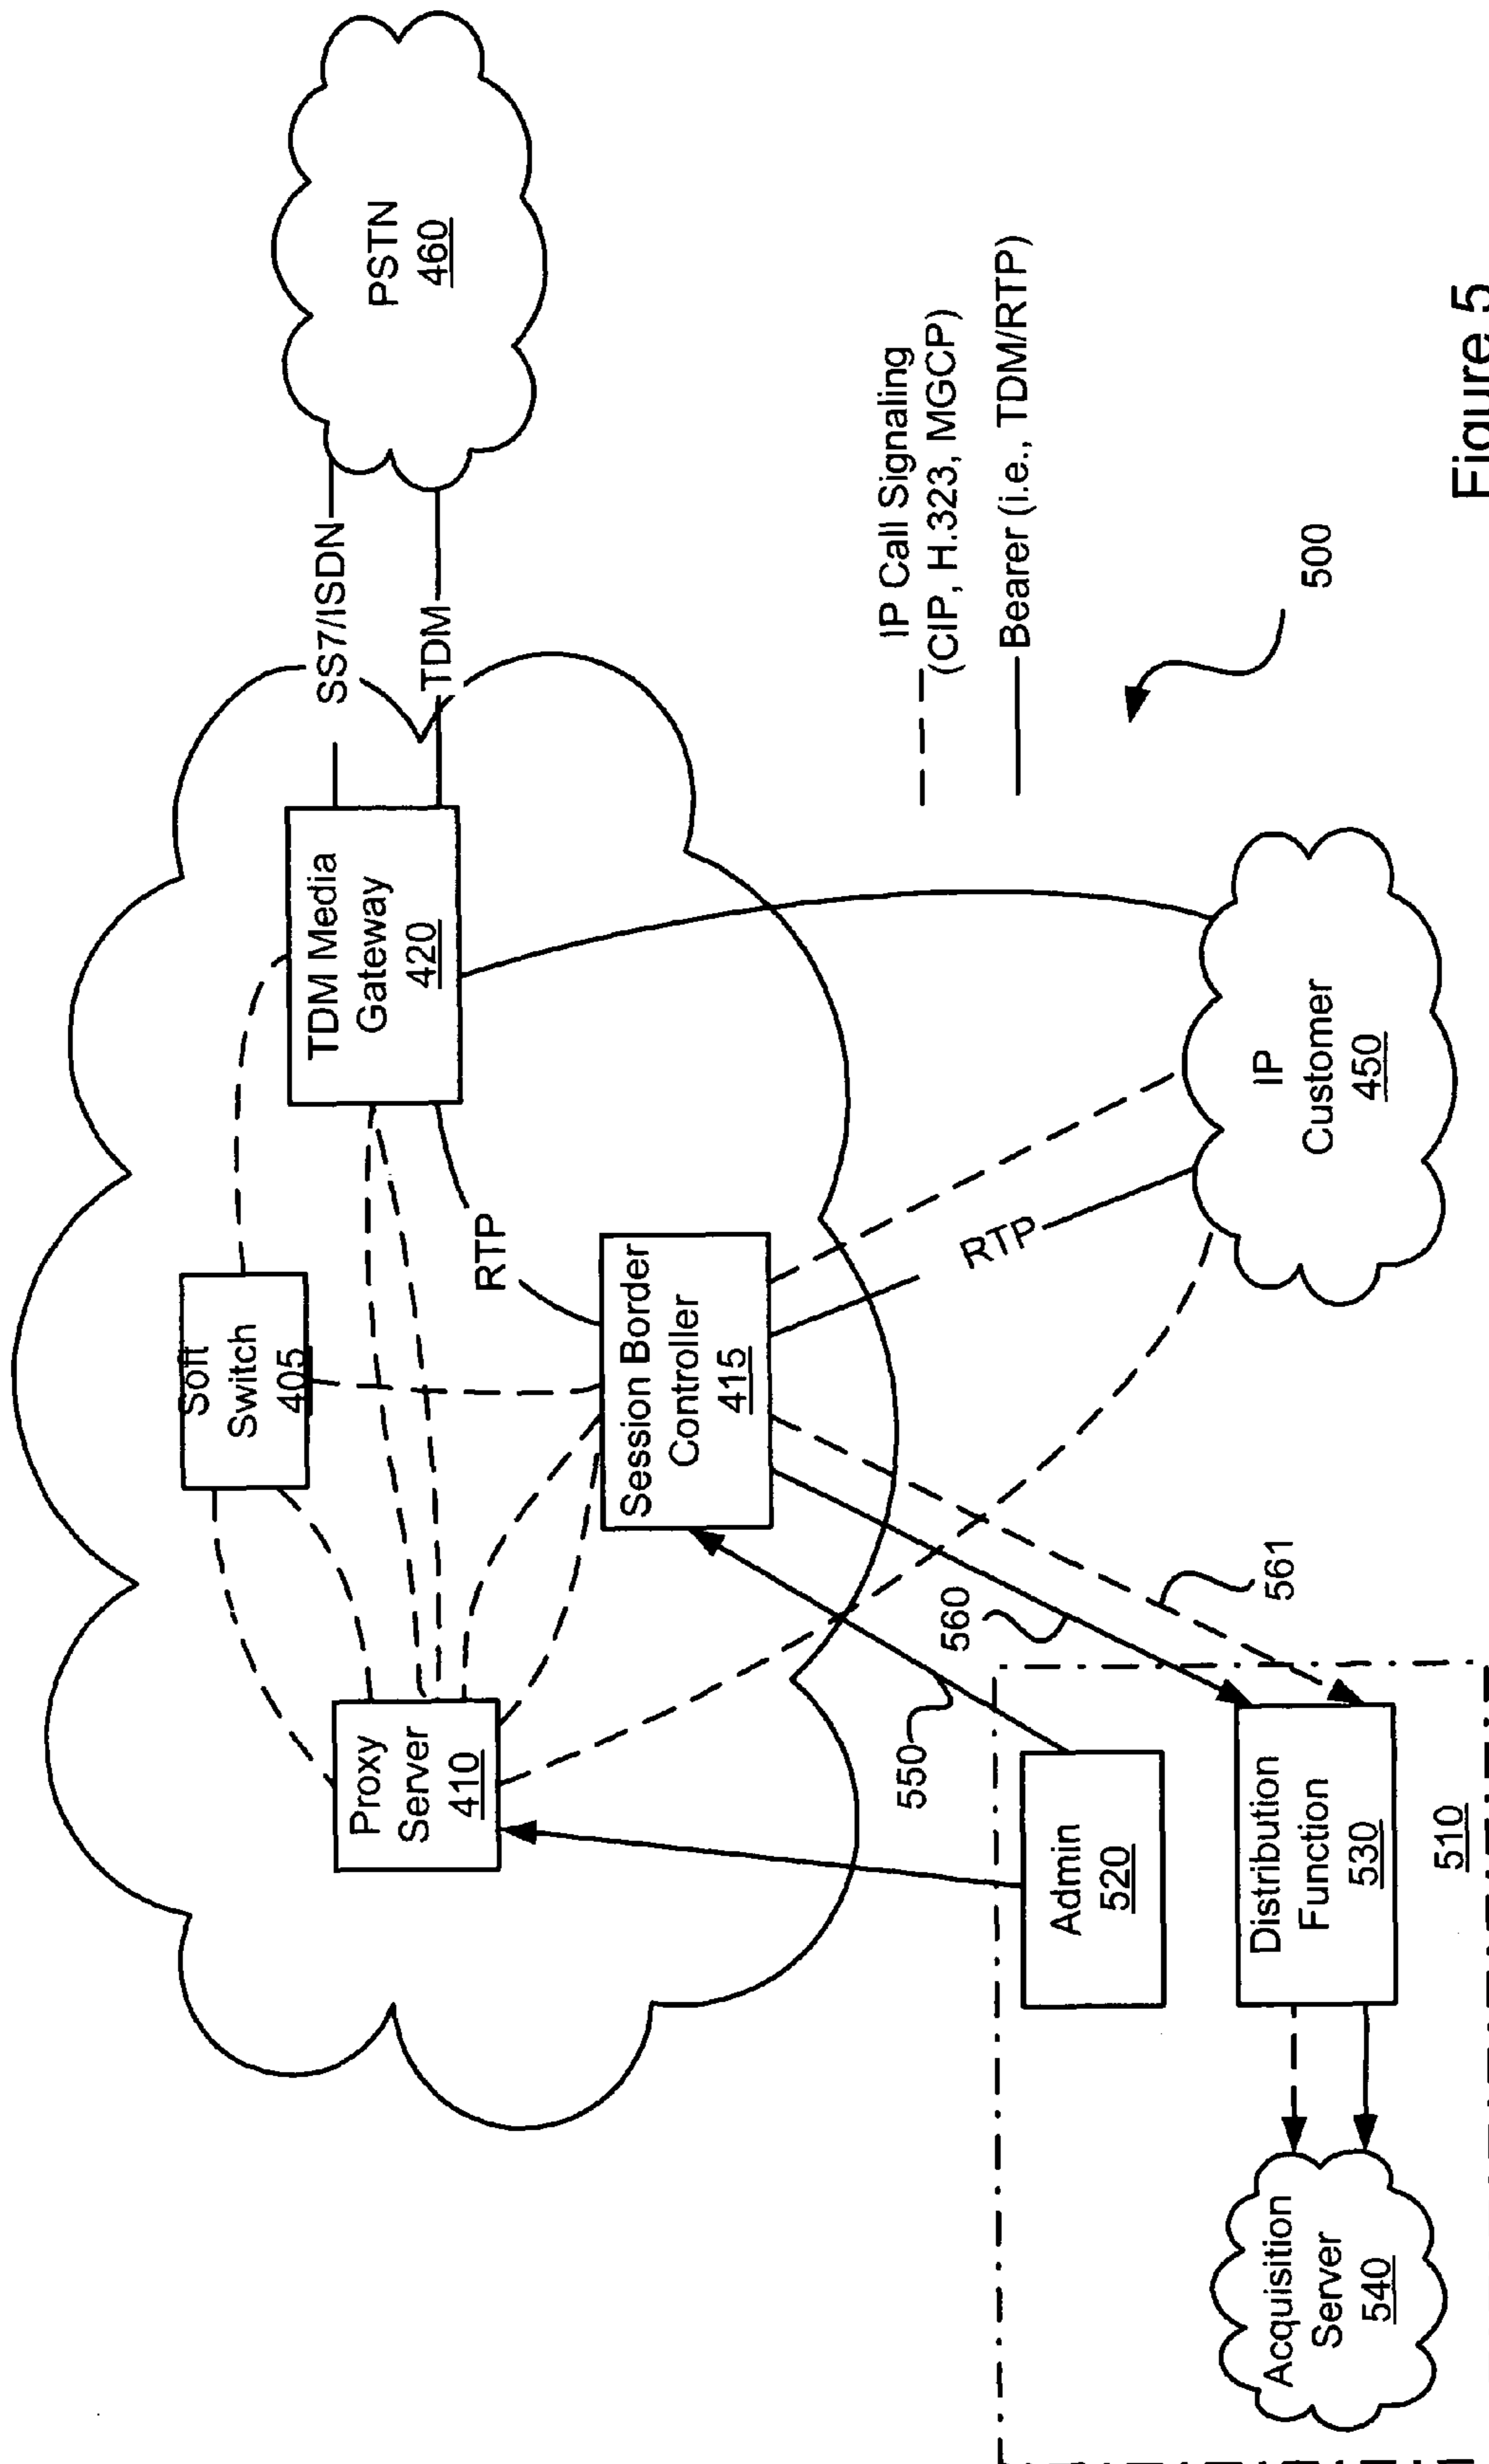 PSTN
460
SS7/ISDN
TDM
TDM Media
Gateway
420
Soft
Switch
405
RTP
Session Border
Controller
415
Proxy
Server
410
IP Call Signaling
(CIP, H.323, MGCP)
Bearer (i.e., TDM/RTP)
500
RTP
IP
Customer
450
550
560
561
Admin
520
Distribution
Function
530
510
Acquisition
Server
540
Figure 5